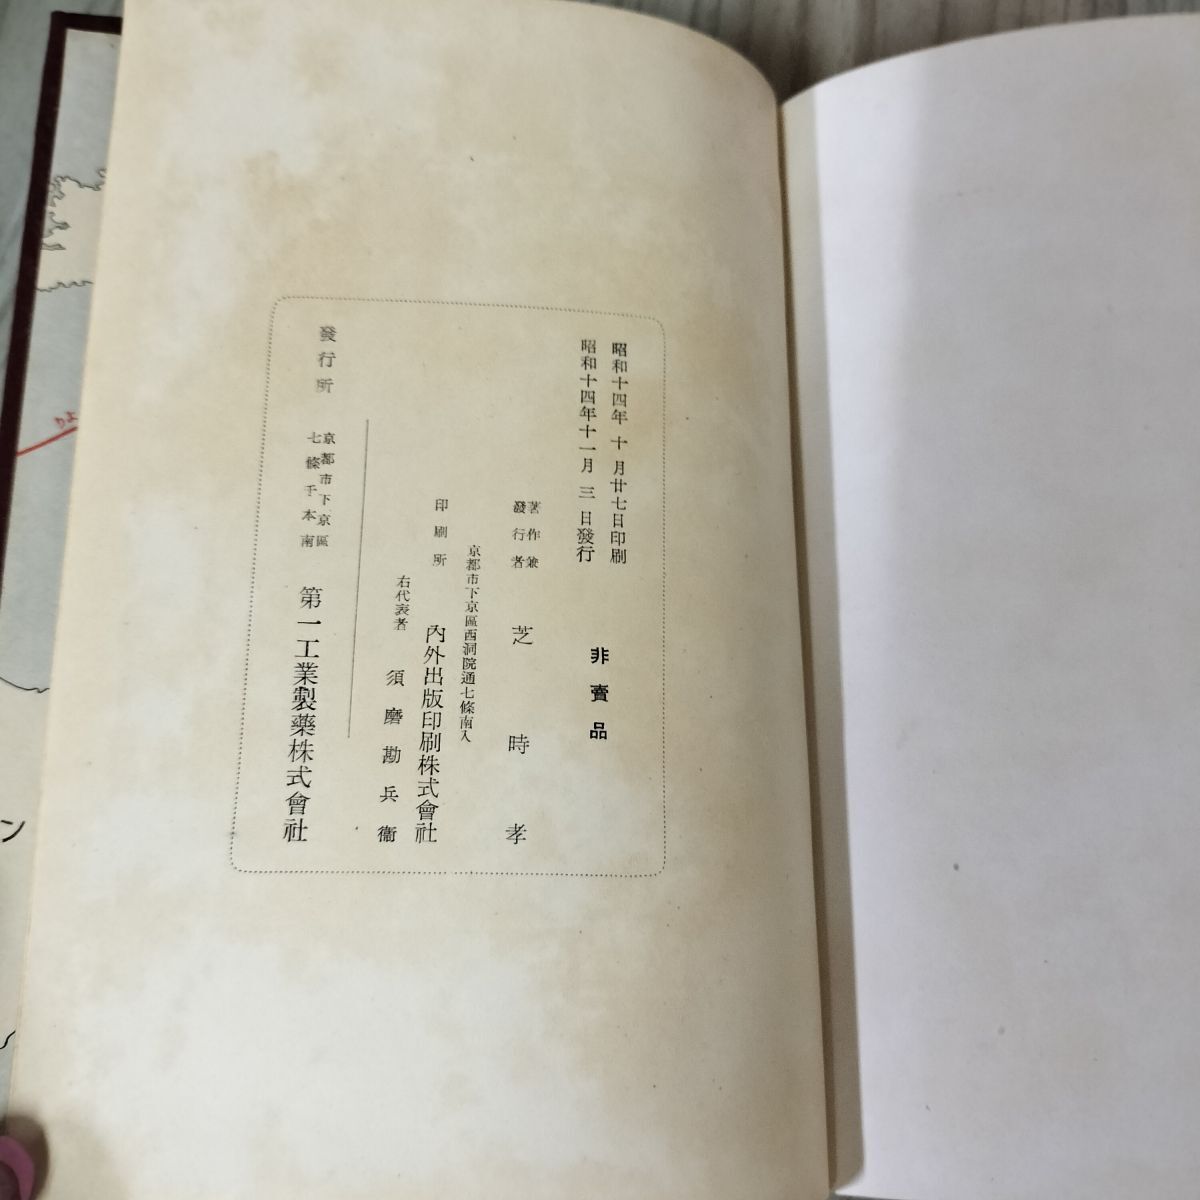 昭和十四年 十 月廿七日印刷
昭和十四年十一月 三 日發行
非賣品
著作兼
發行者
芝時孝
京都市下京區西洞院通七條南入
印刷所
內外出版印刷株式會社
右代表者
須磨勘兵衞
發行所
京都市下京區
七條千本南
第一工業製藥株式會社
りよ
ン